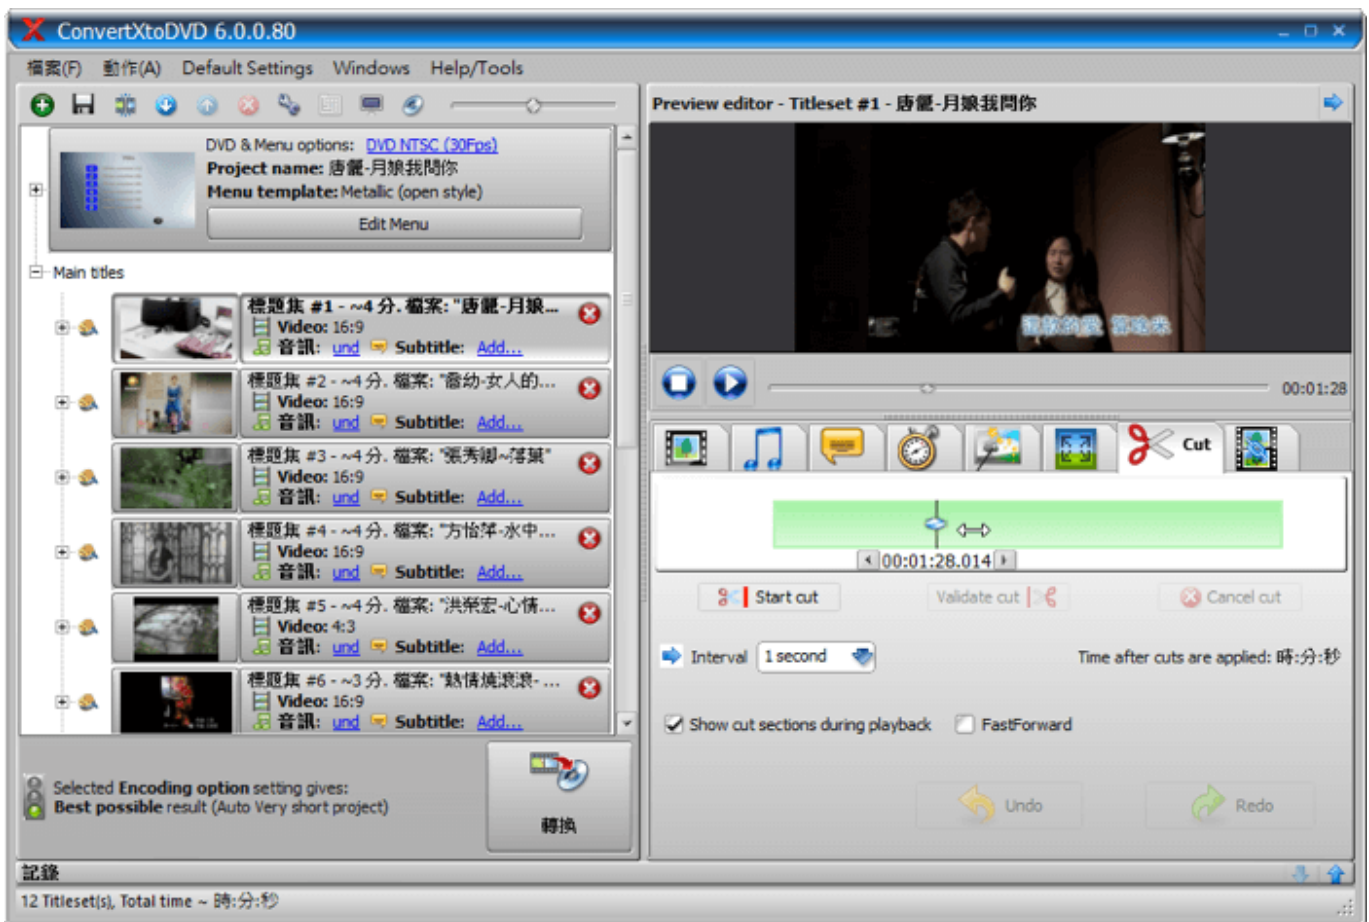 ConvertXtoDVD 6.0.0.80
檔案(F) 動作(A) Default Settings Windows Help/Tools
DVD & Menu options: DVD NTSC (30Fps)
Project name: 唐儷-月娘我問你
Menu template: Metallic (open style)
Edit Menu
Main titles
標題集 #1 - ~4 分. 檔案: "唐儷-月娘...
Video: 16:9
音訊: und Subtitle: Add...
標題集 #2 - ~4 分. 檔案: "喬幼-女人的...
Video: 16:9
音訊: und Subtitle: Add...
標題集 #3 - ~4 分. 檔案: "張秀卿~落葉"
Video: 16:9
音訊: und Subtitle: Add...
標題集 #4 - ~4 分. 檔案: "方怡萍-水中...
Video: 16:9
音訊: und Subtitle: Add...
標題集 #5 - ~4 分. 檔案: "洪榮宏-心情...
Video: 4:3
音訊: und Subtitle: Add...
標題集 #6 - ~3 分. 檔案: "熱情燒滾滾- ...
Video: 16:9
音訊: und Subtitle: Add...
Selected Encoding option setting gives:
Best possible result (Auto Very short project)
轉換
Preview editor - Titleset #1 - 唐儷-月娘我問你
00:01:28
Cut
00:01:28.014
Start cut Validate cut Cancel cut
Interval 1 second Time after cuts are applied: 時:分:秒
Show cut sections during playback FastForward
Undo Redo
記錄
12 Titleset(s), Total time ~ 時:分:秒